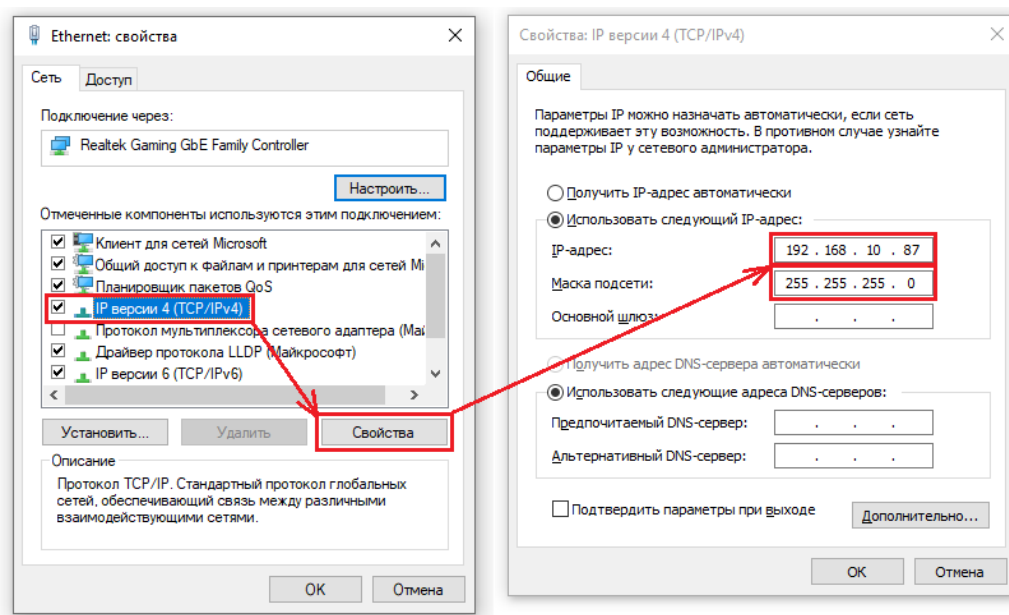 Ethernet: свойства
Сеть
Доступ
Подключение через:
Realtek Gaming GbE Family Controller
Настроить...
Отмеченные компоненты используются этим подключением:
Клиент для сетей Microsoft
Общий доступ к файлам и принтерам для сетей Mi
Планировщик пакетов QoS
IP версии 4 (TCP/IPv4)
Протокол мультиплексора сетевого адаптера (Май
Драйвер протокола LLDP (Майкрософт)
IP версии 6 (TCP/IPv6)
Установить...
Удалить
Свойства
Описание
Протокол TCP/IP. Стандартный протокол глобальных
сетей, обеспечивающий связь между различными
взаимодействующими сетями.
OK
Отмена
Свойства: IP версии 4 (TCP/IPv4)
Общие
Параметры IP можно назначать автоматически, если сеть
поддерживает эту возможность. В противном случае узнайте
параметры IP у сетевого администратора.
Получить IP-адрес автоматически
Использовать следующий IP-адрес:
IP-адрес:
192 . 168 . 10 . 87
Маска подсети:
255 . 255 . 255 . 0
Основной шлюз:
. . .
Получить адрес DNS-сервера автоматически
Использовать следующие адреса DNS-серверов:
Предпочитаемый DNS-сервер:
. . .
Альтернативный DNS-сервер:
. . .
Подтвердить параметры при выходе
Дополнительно...
OK
Отмена